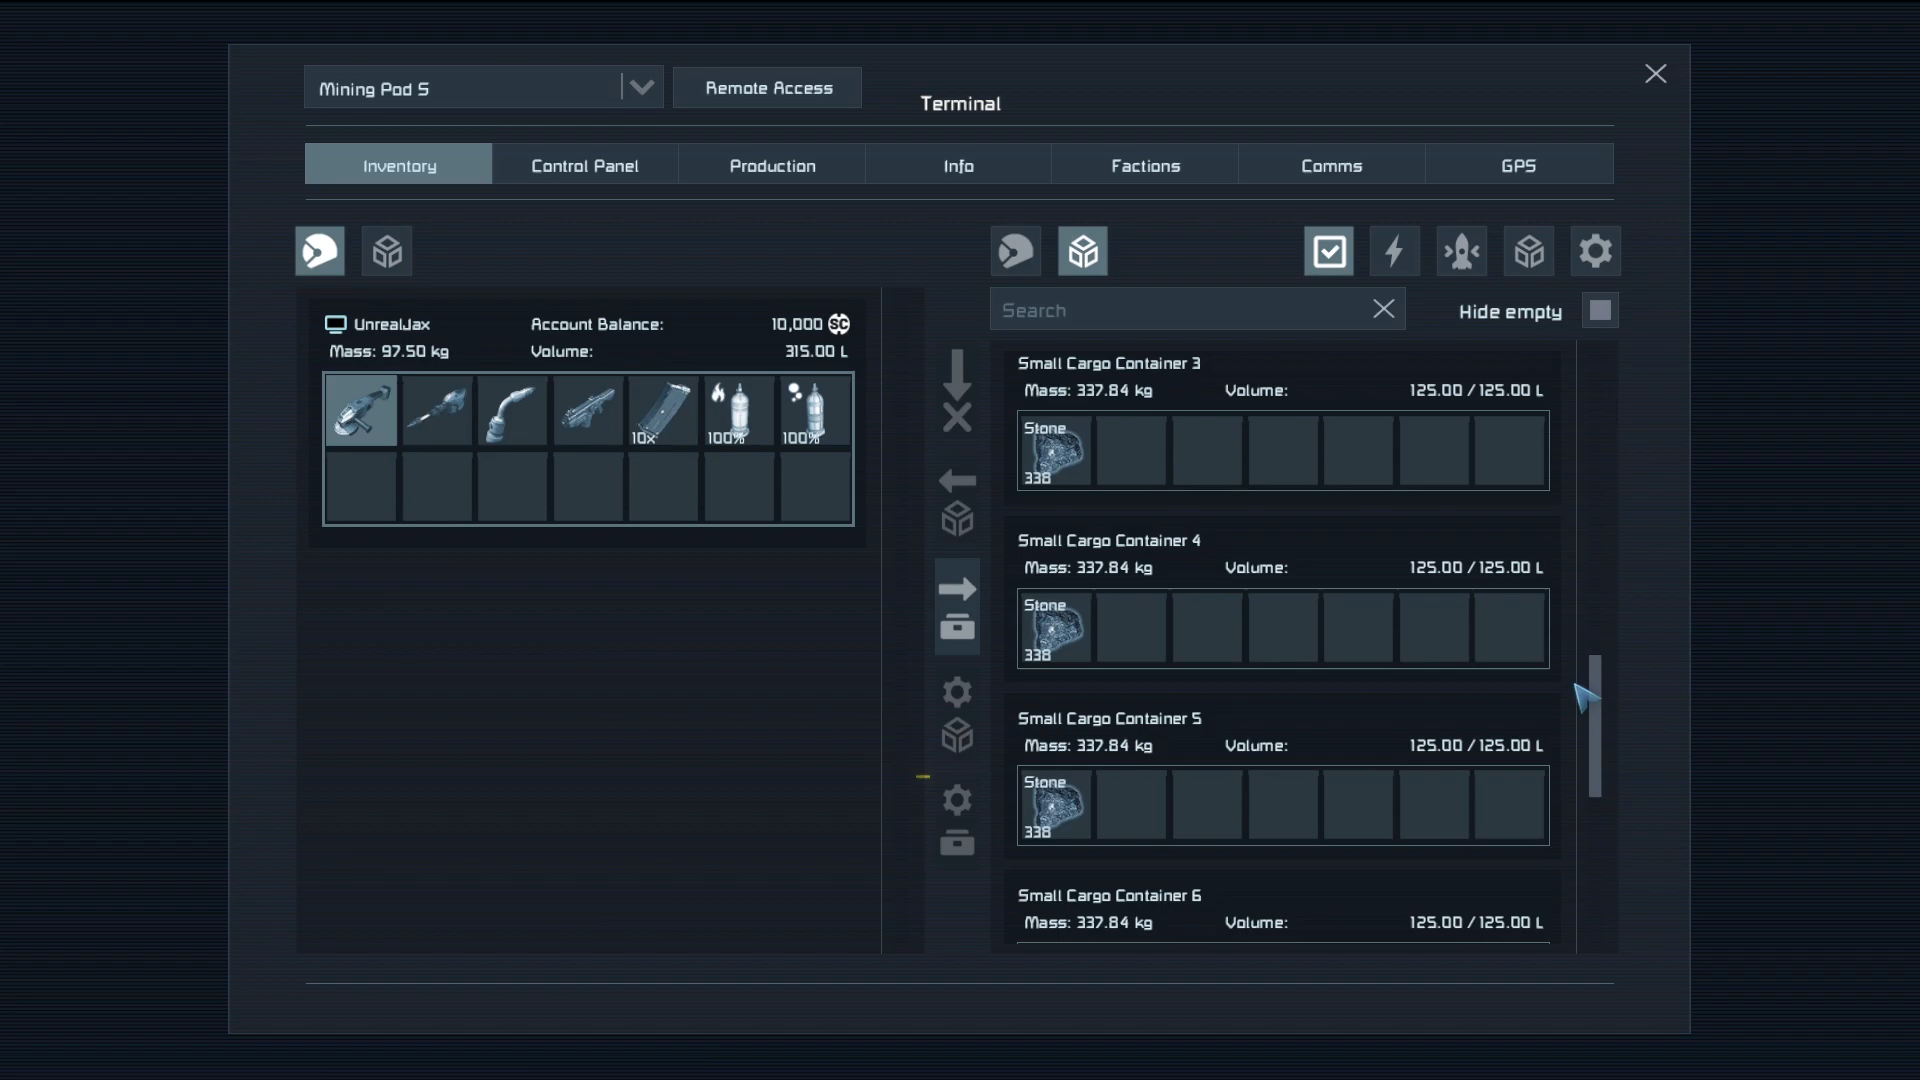 Mining Pod S
Remote Access
Terminal
Inventory
Control Panel
Production
Info
Factions
Comms
GPS
Search
Hide empty
UnrealJax
Account Balance:
10,000 SC
Mass: 97.50 kg
Volume:
315.00 L
10x
100%
100%
Small Cargo Container 3
Mass: 337.84 kg
Volume:
125.00 / 125.00 L
Stone
338
Small Cargo Container 4
Mass: 337.84 kg
Volume:
125.00 / 125.00 L
Stone
338
Small Cargo Container 5
Mass: 337.84 kg
Volume:
125.00 / 125.00 L
Stone
338
Small Cargo Container 6
Mass: 337.84 kg
Volume:
125.00 / 125.00 L